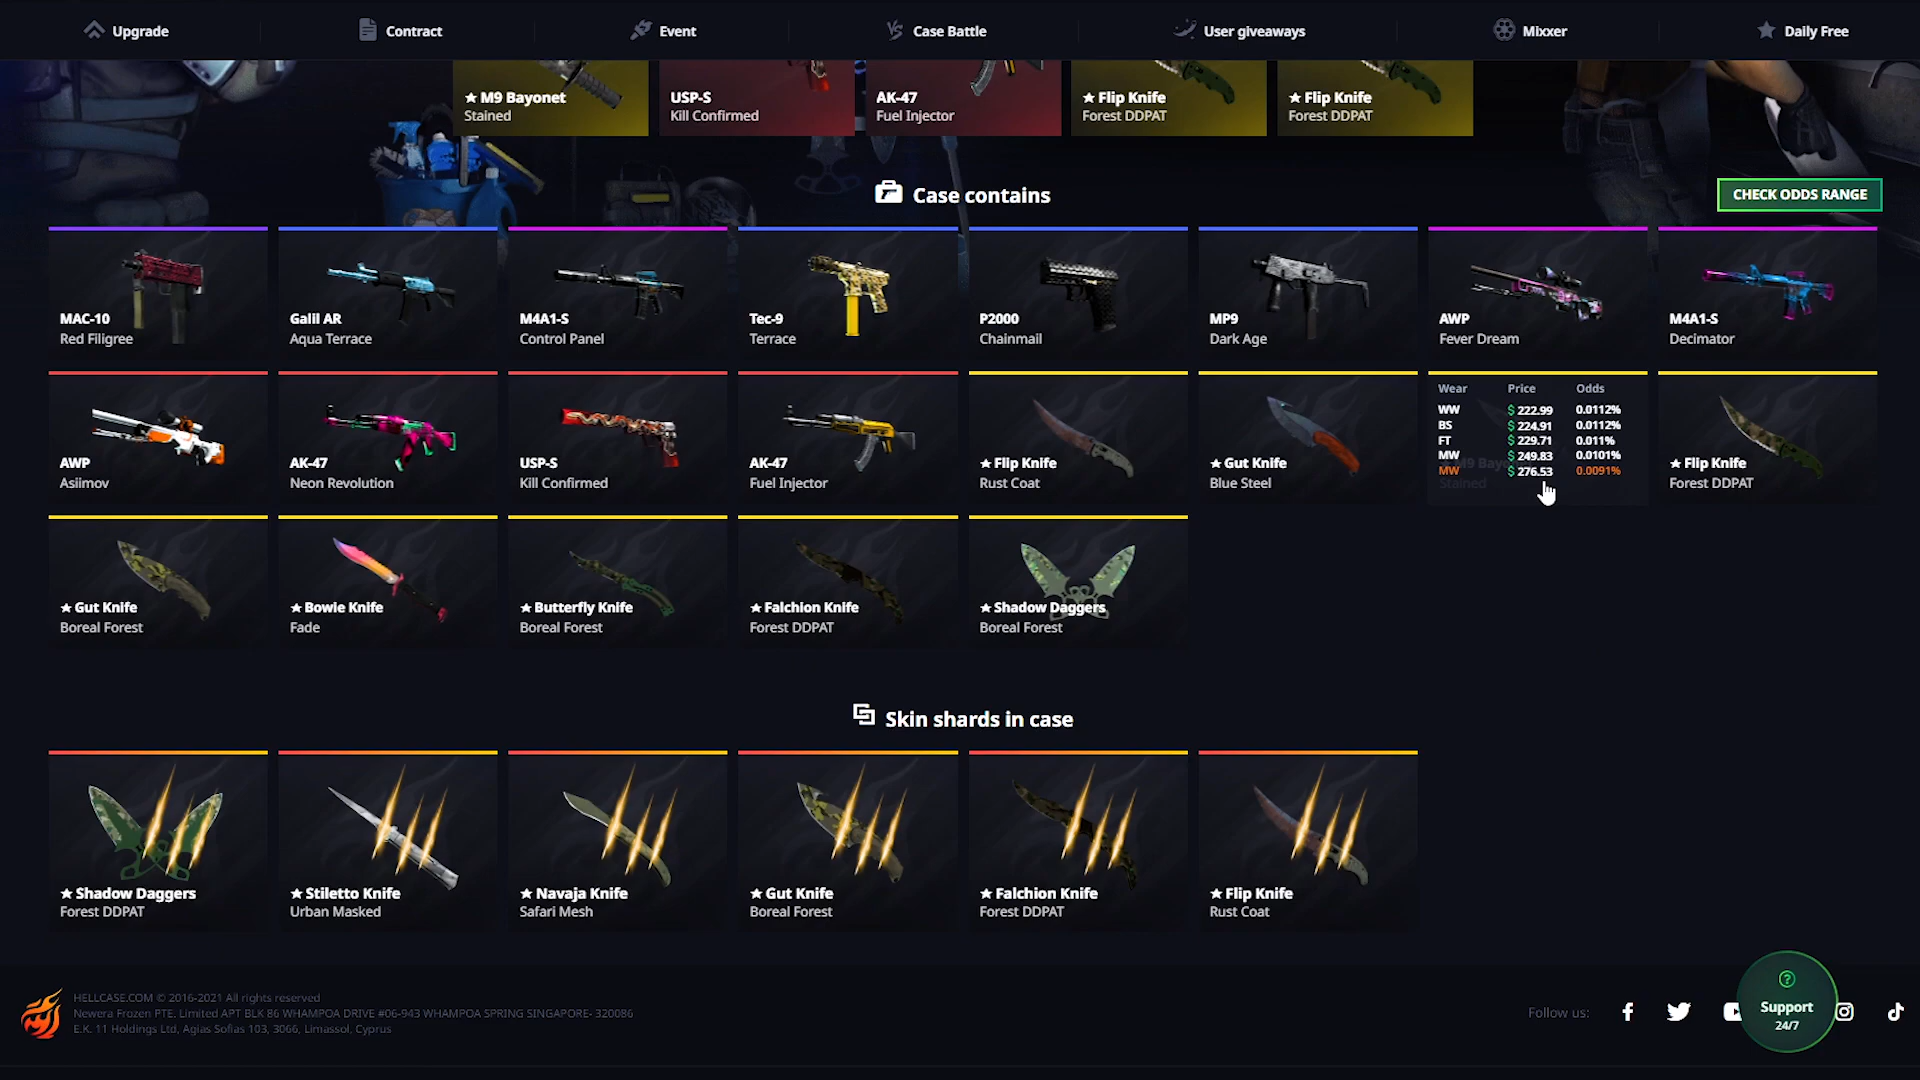 Upgrade
Contract
Event
Case Battle
User giveaways
Mixxer
Daily Free
★ M9 Bayonet
Stained
USP-S
Kill Confirmed
AK-47
Fuel Injector
★ Flip Knife
Forest DDPAT
★ Flip Knife
Forest DDPAT
Case contains
CHECK ODDS RANGE
MAC-10
Red Filigree
Galil AR
Aqua Terrace
M4A1-S
Control Panel
Tec-9
Terrace
P2000
Chainmail
MP9
Dark Age
AWP
Fever Dream
M4A1-S
Decimator
AWP
Asiimov
AK-47
Neon Revolution
USP-S
Kill Confirmed
AK-47
Fuel Injector
★ Flip Knife
Rust Coat
★ Gut Knife
Blue Steel
Wear Price Odds
WW $ 222.99 0.0112%
BS $ 224.91 0.0112%
FT $ 229.71 0.011%
MW $ 249.83 0.0101%
MW $ 276.53 0.0091%
Stained
★ Flip Knife
Forest DDPAT
★ Gut Knife
Boreal Forest
★ Bowie Knife
Fade
★ Butterfly Knife
Boreal Forest
★ Falchion Knife
Forest DDPAT
★ Shadow Daggers
Boreal Forest
Skin shards in case
★ Shadow Daggers
Forest DDPAT
★ Stiletto Knife
Urban Masked
★ Navaja Knife
Safari Mesh
★ Gut Knife
Boreal Forest
★ Falchion Knife
Forest DDPAT
★ Flip Knife
Rust Coat
HELLCASE.COM © 2016-2021 All rights reserved
Newera Frozen PTE. Limited APT BLK 86 WHAMPOA DRIVE #06-943 WHAMPOA SPRING SINGAPORE- 320086
E.K. 11 Holdings Ltd, Agias Sofias 103, 3066, Limassol, Cyprus
Follow us:
Support
24/7